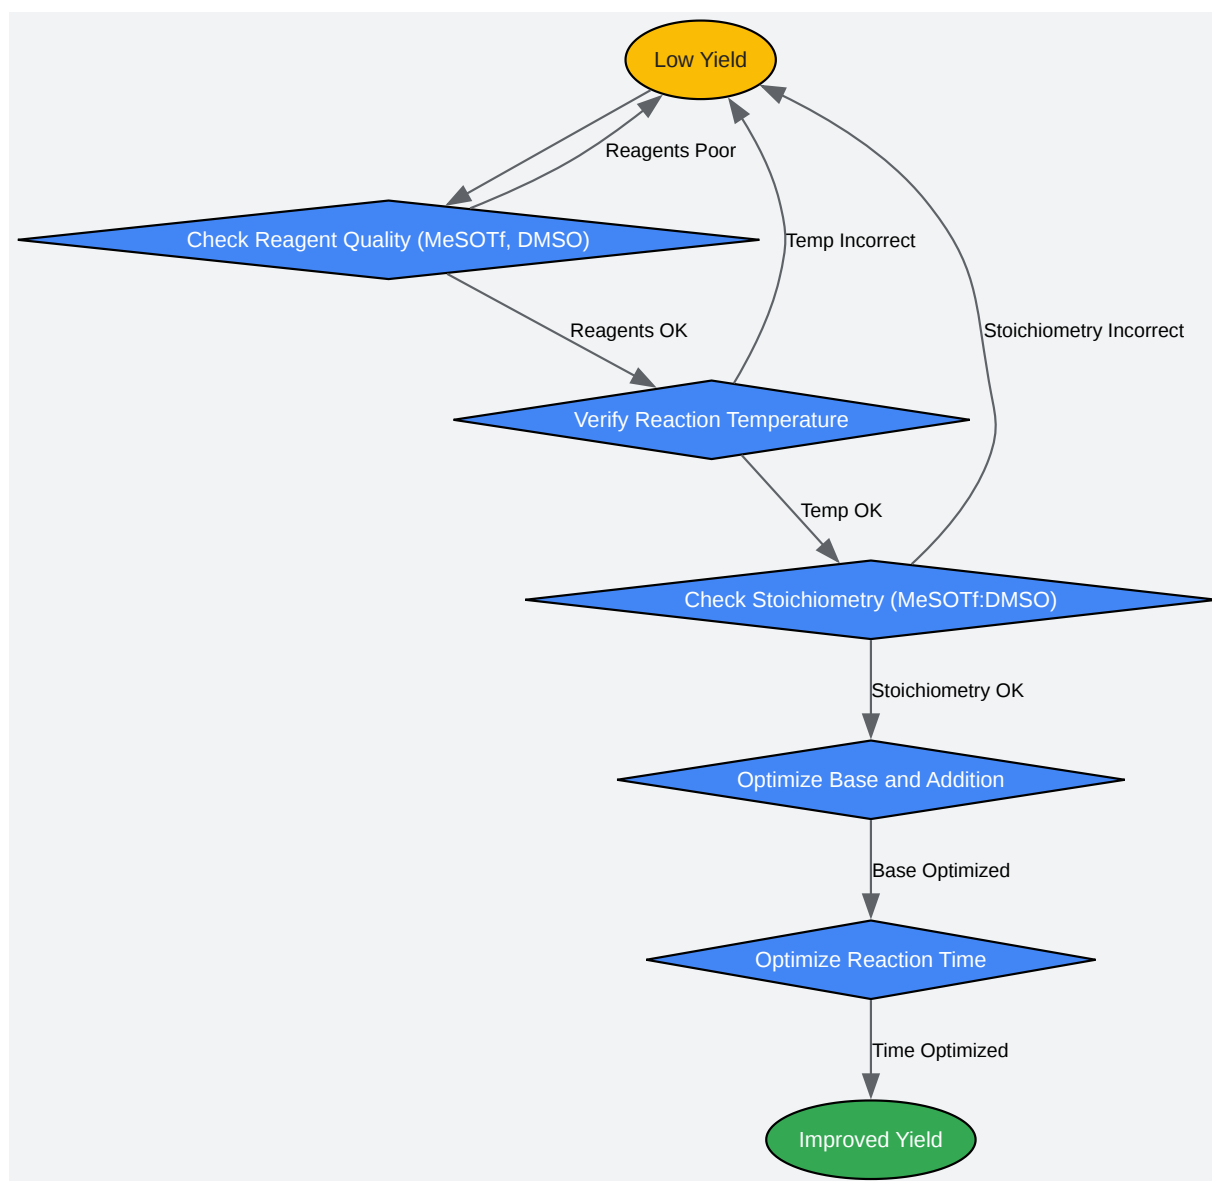 Low Yield
Reagents Poor
Check Reagent Quality (MeSOTf, DMSO)
Temp Incorrect
Reagents OK
Stoichiometry Incorrect
Verify Reaction Temperature
Temp OK
Check Stoichiometry (MeSOTf:DMSO)
Stoichiometry OK
Optimize Base and Addition
Base Optimized
Optimize Reaction Time
Time Optimized
Improved Yield